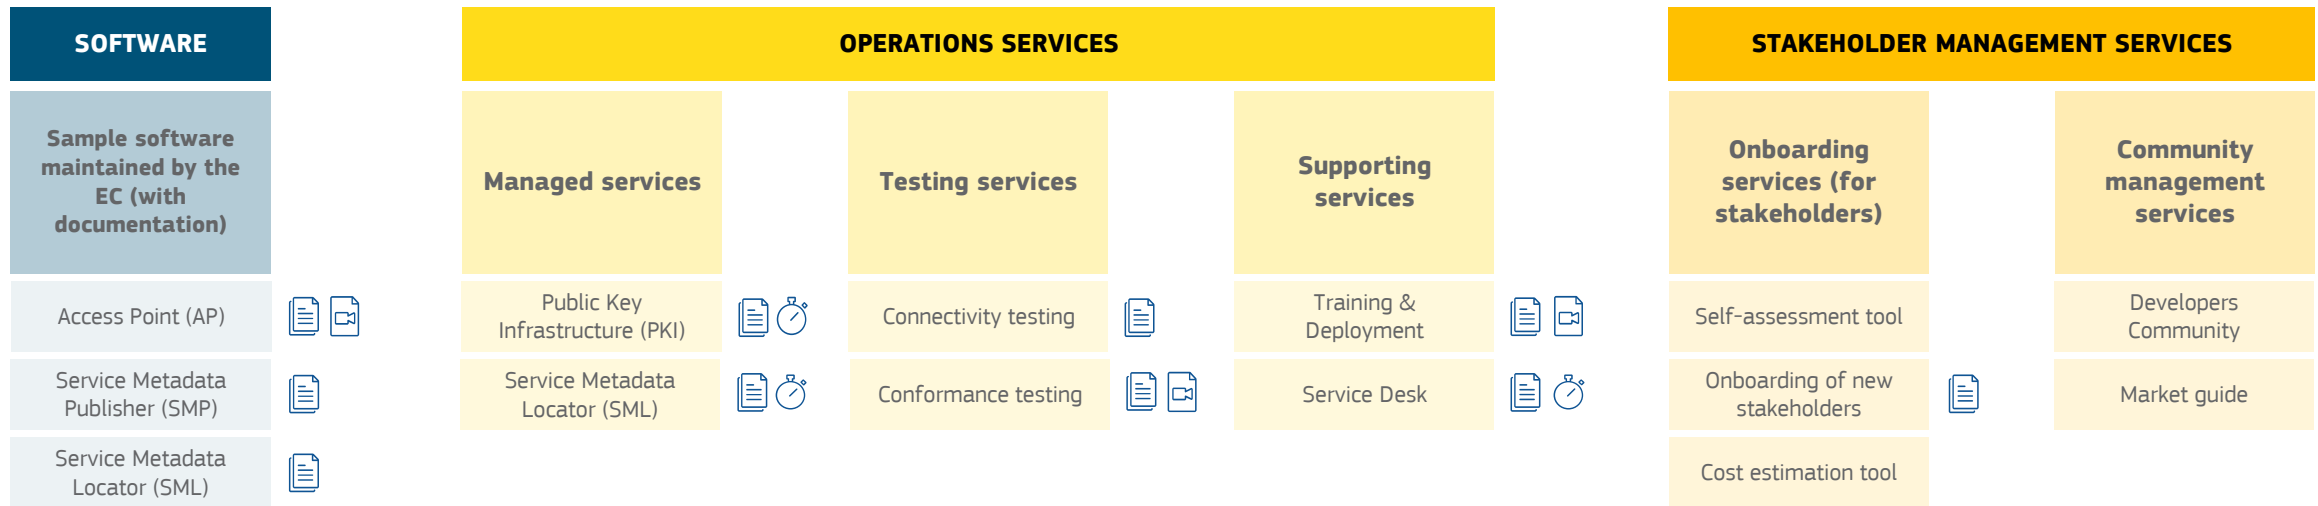 SOFTWARE
Sample software
maintained by the
EC (with
documentation)
Access Point (AP)
Service Metadata
Publisher (SMP)
Service Metadata
Locator (SML)
OPERATIONS SERVICES
Managed services
Public Key
Infrastructure (PKI)
Service Metadata
Locator (SML)
Testing services
Connectivity testing
Conformance testing
Supporting
services
Training &
Deployment
Service Desk
STAKEHOLDER MANAGEMENT SERVICES
Onboarding
services (for
stakeholders)
Self-assessment tool
Onboarding of new
stakeholders
Cost estimation tool
Community
management
services
Developers
Community
Market guide